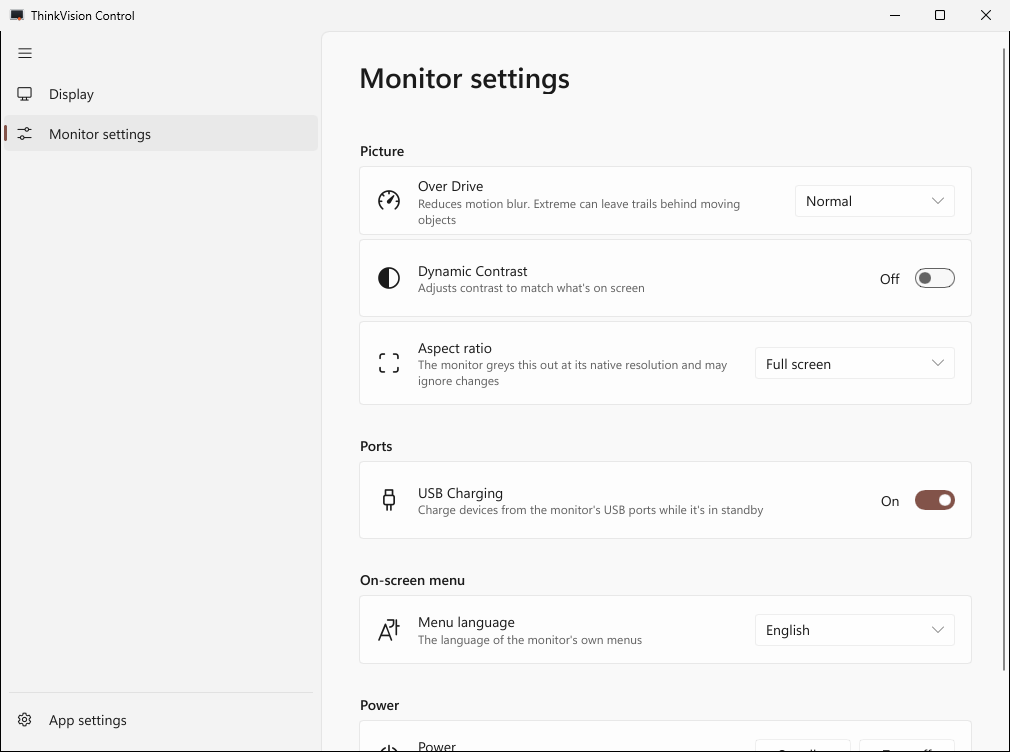 ThinkVision Control
Display
Monitor settings
App settings
Monitor settings
Picture
Over Drive
Reduces motion blur. Extreme can leave trails behind moving
objects
Normal
Dynamic Contrast
Adjusts contrast to match what's on screen
Off
Aspect ratio
The monitor greys this out at its native resolution and may
ignore changes
Full screen
Ports
USB Charging
Charge devices from the monitor's USB ports while it's in standby
On
On-screen menu
Menu language
The language of the monitor's own menus
English
Power
Power